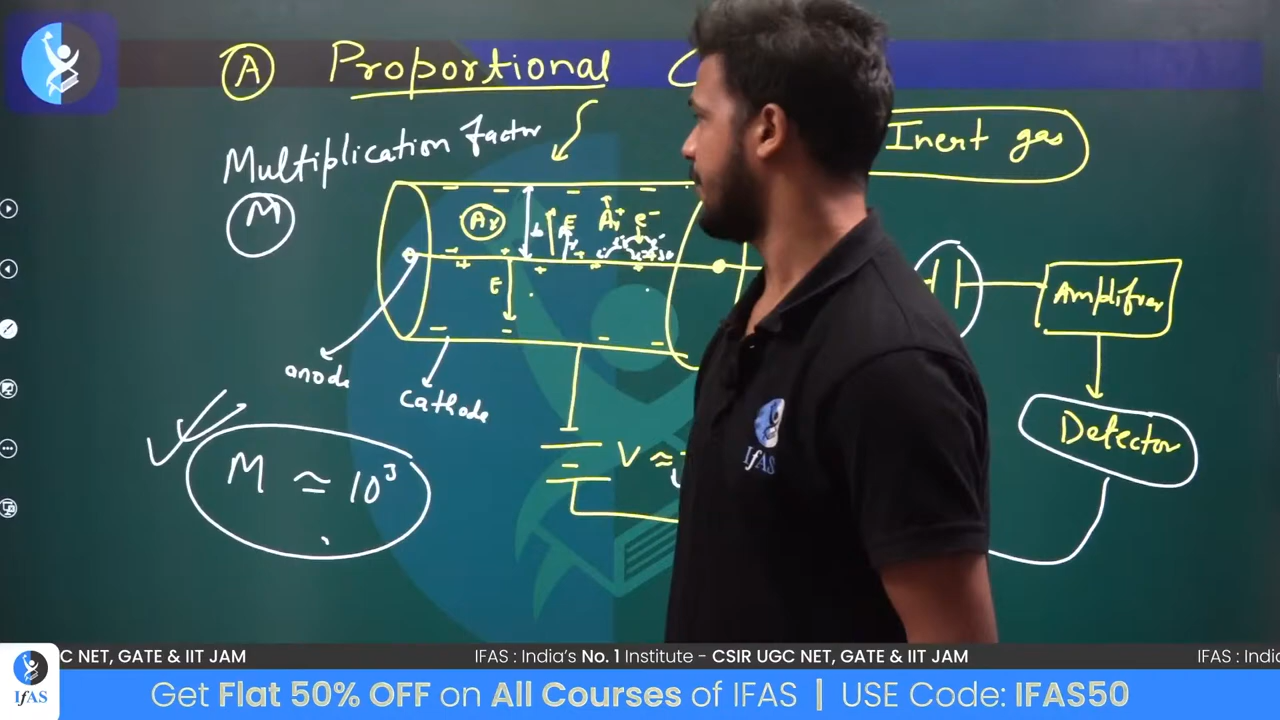 A Proportional C
Multiplication Factor
M
Inert gas
Ar
Ar+ e-
E
E
anode
cathode
V ≈
Amplifier
Detector
M ≃ 10³
IfAS
C NET, GATE & IIT JAM
IFAS : India's No. 1 Institute - CSIR UGC NET, GATE & IIT JAM
IFAS : India
IfAS
Get Flat 50% OFF on All Courses of IFAS | USE Code: IFAS50